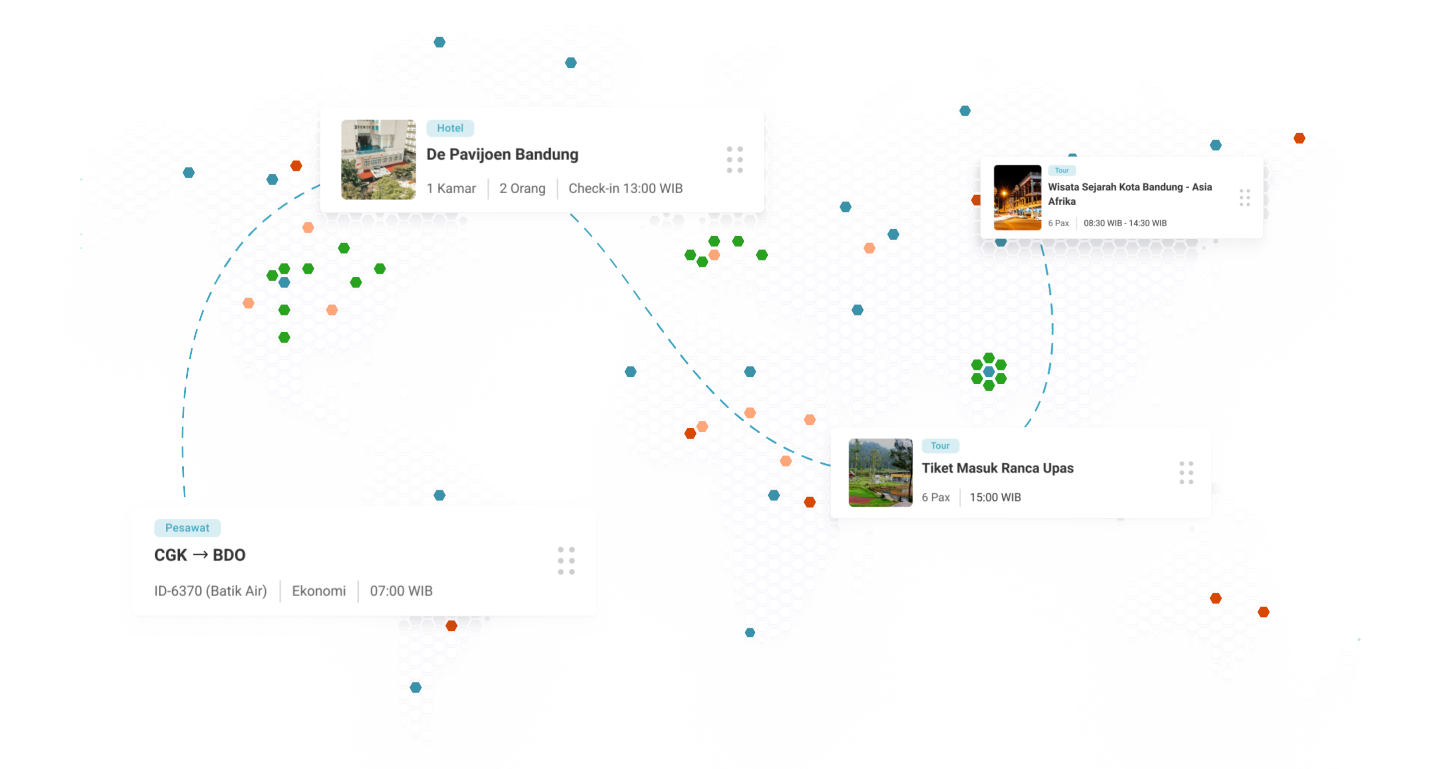 Hotel
De Pavijoen Bandung
1 Kamar 2 Orang Check-in 13:00 WIB
Tour
Wisata Sejarah Kota Bandung - Asia
Afrika
6 Pax 08:30 WIB - 14:30 WIB
Tour
Tiket Masuk Ranca Upas
6 Pax 15:00 WIB
Pesawat
CGK → BDO
ID-6370 (Batik Air) Ekonomi 07:00 WIB